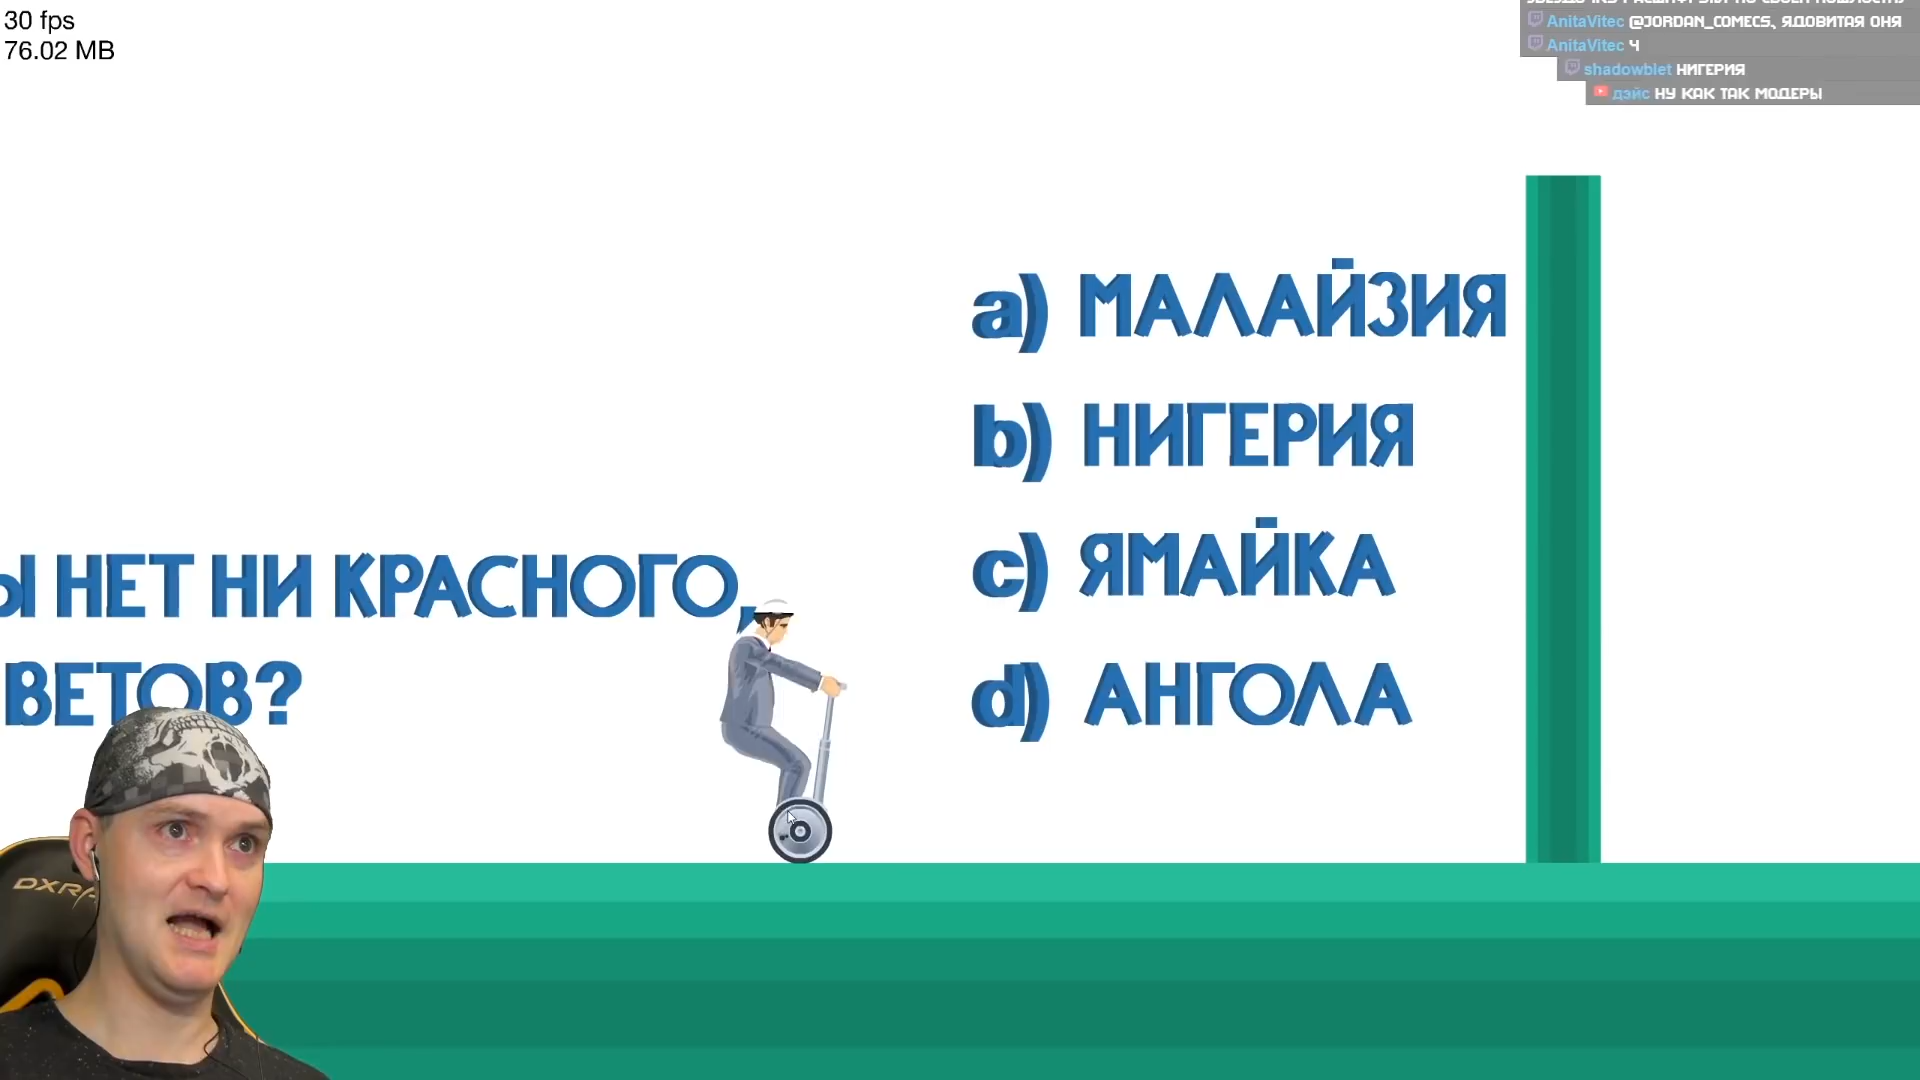 30 fps
76.02 MB
AnitaVitec @JORDAN_COMECS, ЯДОВИТАЯ ОНЯ
AnitaVitec Ч
shadowblet НИГЕРИЯ
дэйс НУ КАК ТАК МОДЕРЫ
a) МАЛАЙЗИЯ
b) НИГЕРИЯ
c) ЯМАЙКА
d) АНГОЛА
Ы НЕТ НИ КРАСНОГО,
ВЕТОВ?
DXRA